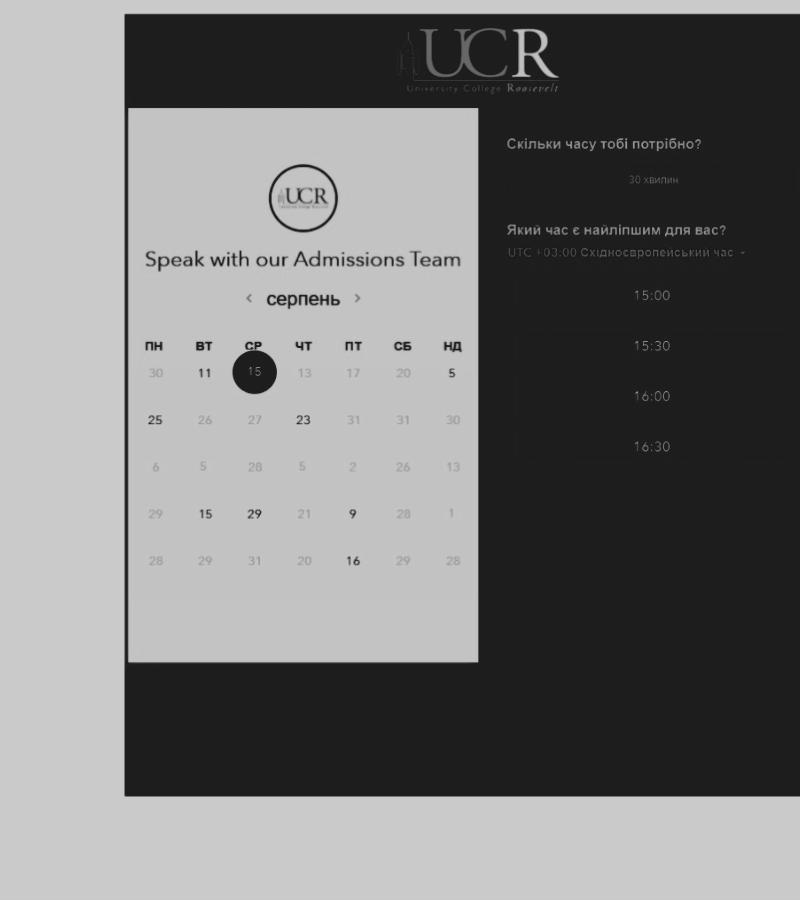 UCR
University College Roosevelt
UCR
Speak with our Admissions Team
< серпень >
ПН ВТ СР ЧТ ПТ СБ НД
30 11 15 13 17 20 5
25 26 27 23 31 31 30
6 5 28 5 2 26 13
29 15 29 21 9 28 1
28 29 31 20 16 29 28
Скільки часу тобі потрібно?
30 хвилин
Який час є найліпшим для вас?
UTC +03:00 Східноєвропейський час
15:00
15:30
16:00
16:30